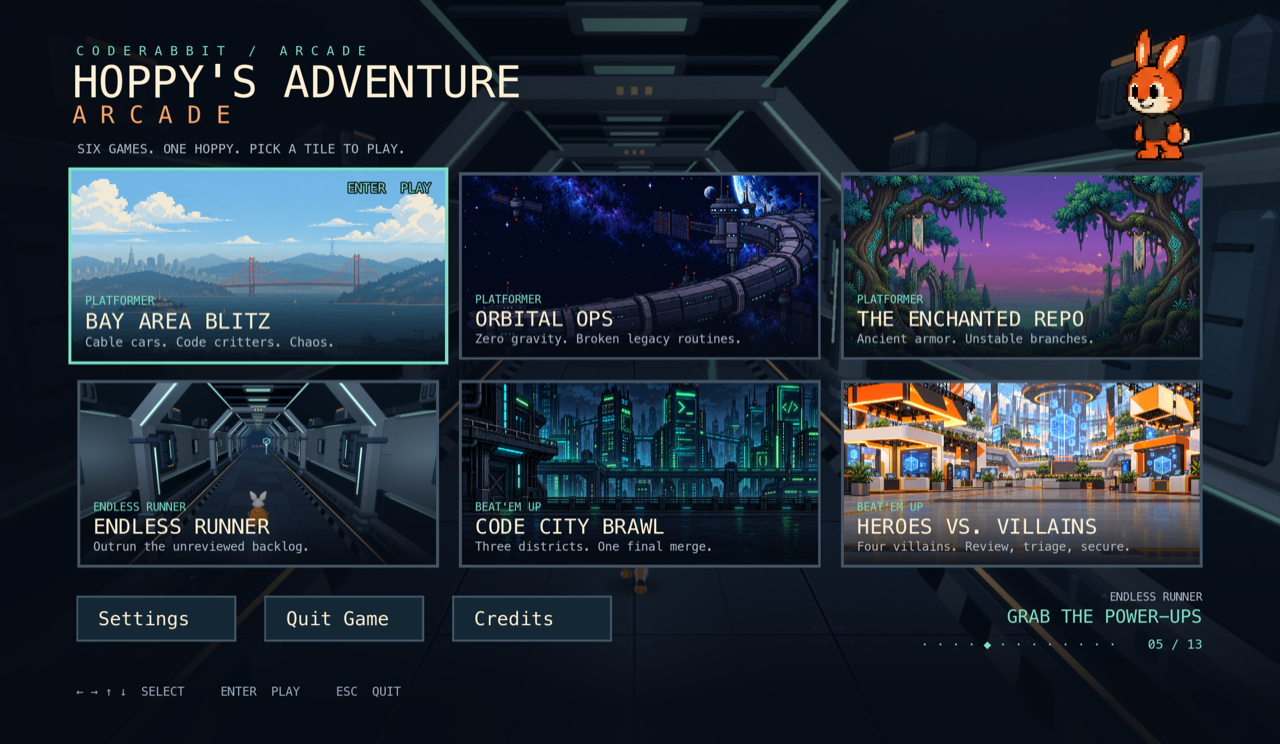 CODERABBIT / ARCADE
HOPPY'S ADVENTURE
ARCADE
SIX GAMES. ONE HOPPY. PICK A TILE TO PLAY.
ENTER PLAY
PLATFORMER
BAY AREA BLITZ
Cable cars. Code critters. Chaos.
PLATFORMER
ORBITAL OPS
Zero gravity. Broken legacy routines.
PLATFORMER
THE ENCHANTED REPO
Ancient armor. Unstable branches.
ENDLESS RUNNER
ENDLESS RUNNER
Outrun the unreviewed backlog.
BEAT'EM UP
CODE CITY BRAWL
Three districts. One final merge.
BEAT'EM UP
HEROES VS. VILLAINS
Four villains. Review, triage, secure.
Settings
Quit Game
Credits
ENDLESS RUNNER
GRAB THE POWER-UPS
· · · · ◆ · · · · · · · · 05 / 13
← → ↑ ↓ SELECT ENTER PLAY ESC QUIT